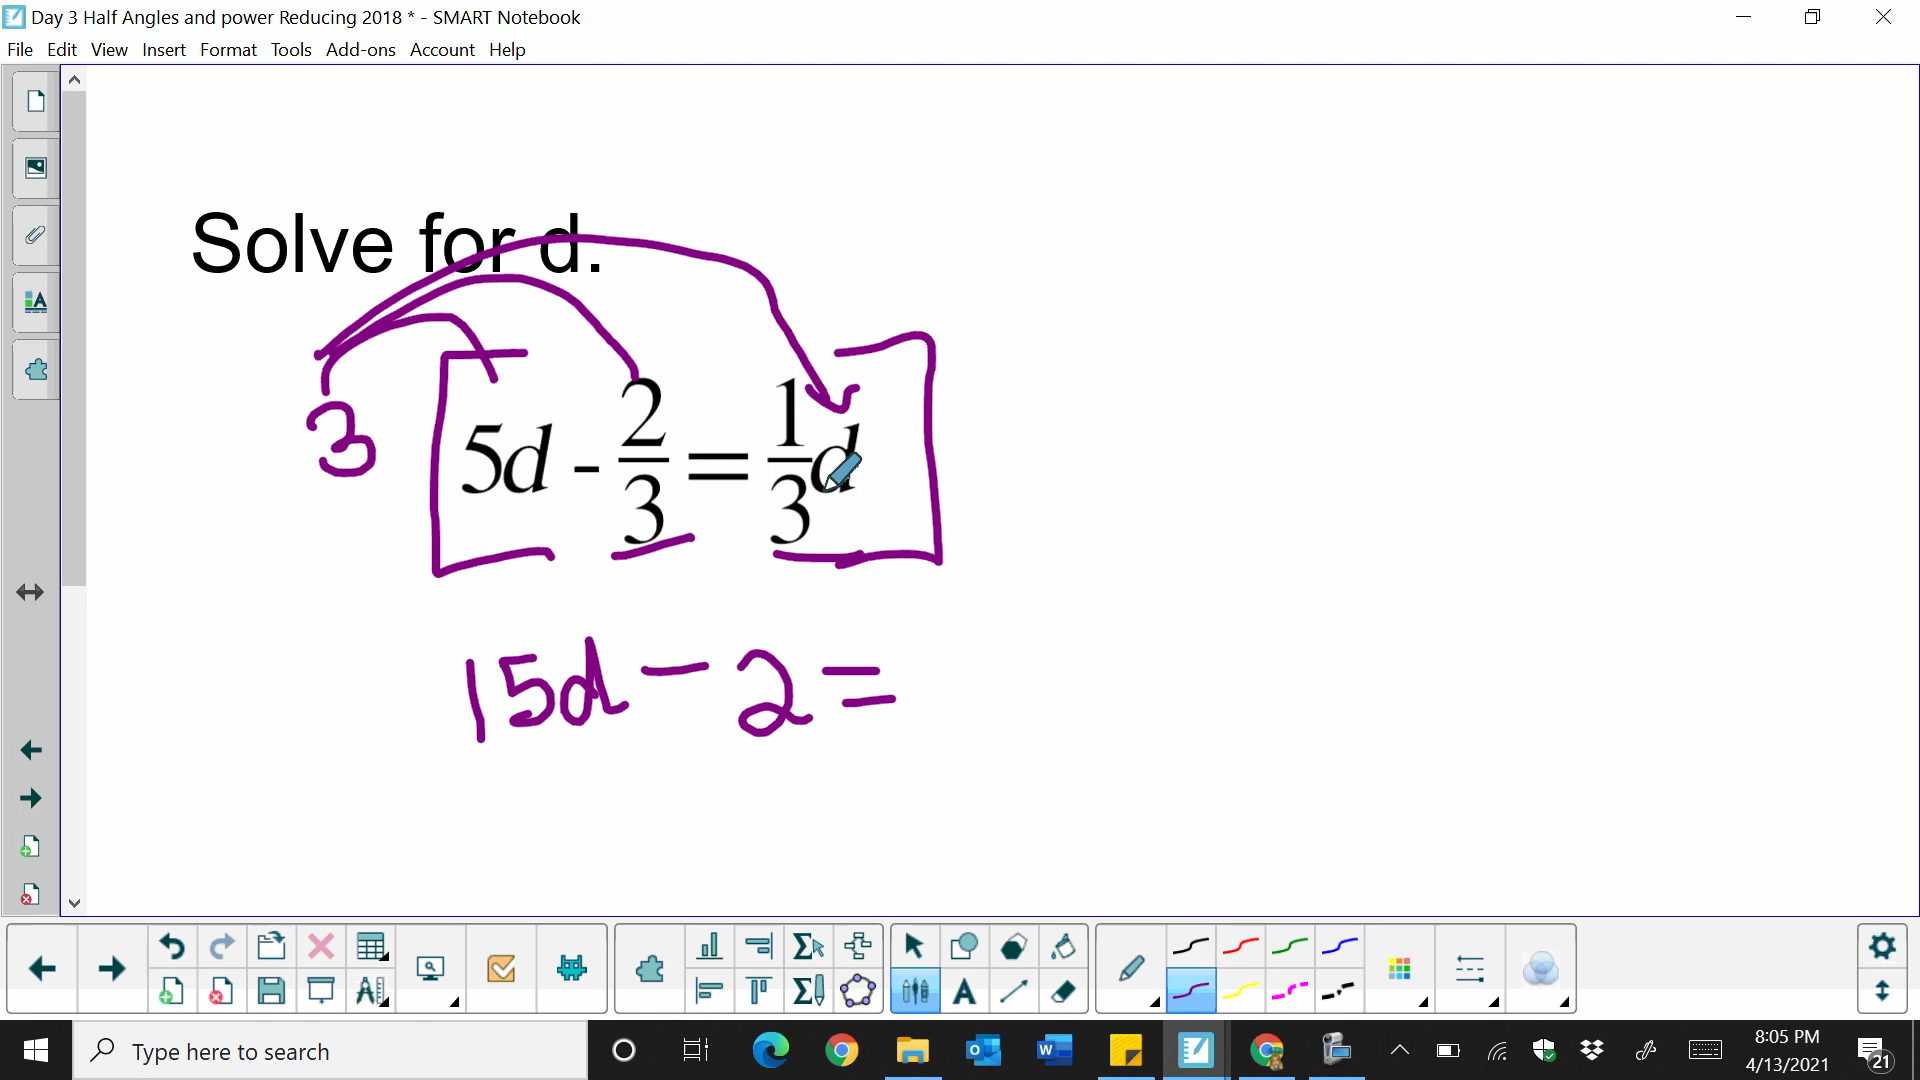 Day 3 Half Angles and power Reducing 2018 * - SMART Notebook
File Edit View Insert Format Tools Add-ons Account Help
Solve for d.
3 [5d - 2/3 = 1/3 d]
15d - 2 =
Type here to search
8:05 PM
4/13/2021
21